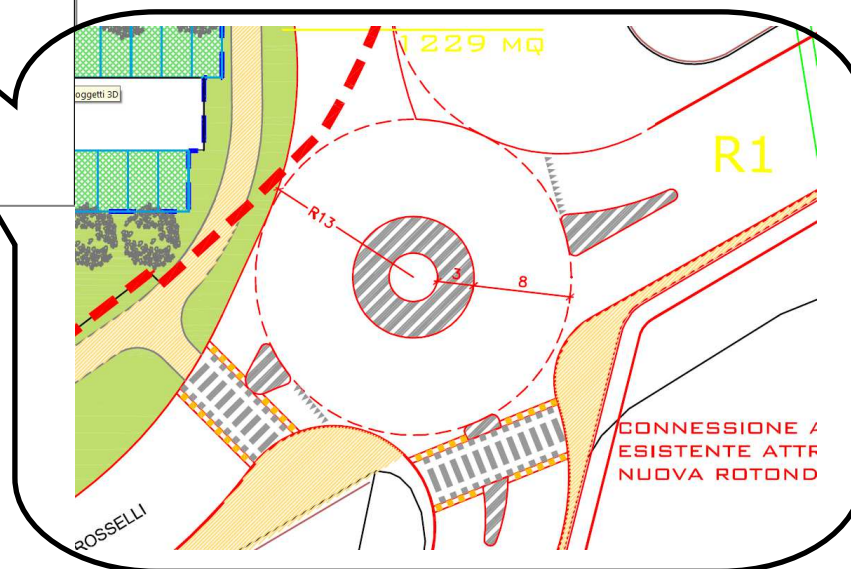 1229 MQ
oggetti 3D
R1
R13
3
8
CONNESSIONE A
ESISTENTE ATTR
NUOVA ROTOND
ROSSELLI